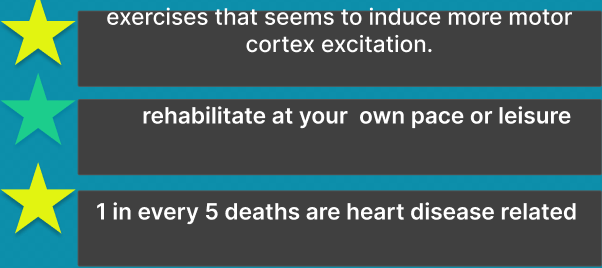 exercises that seems to induce more motor
cortex excitation.
rehabilitate at your own pace or leisure
1 in every 5 deaths are heart disease related